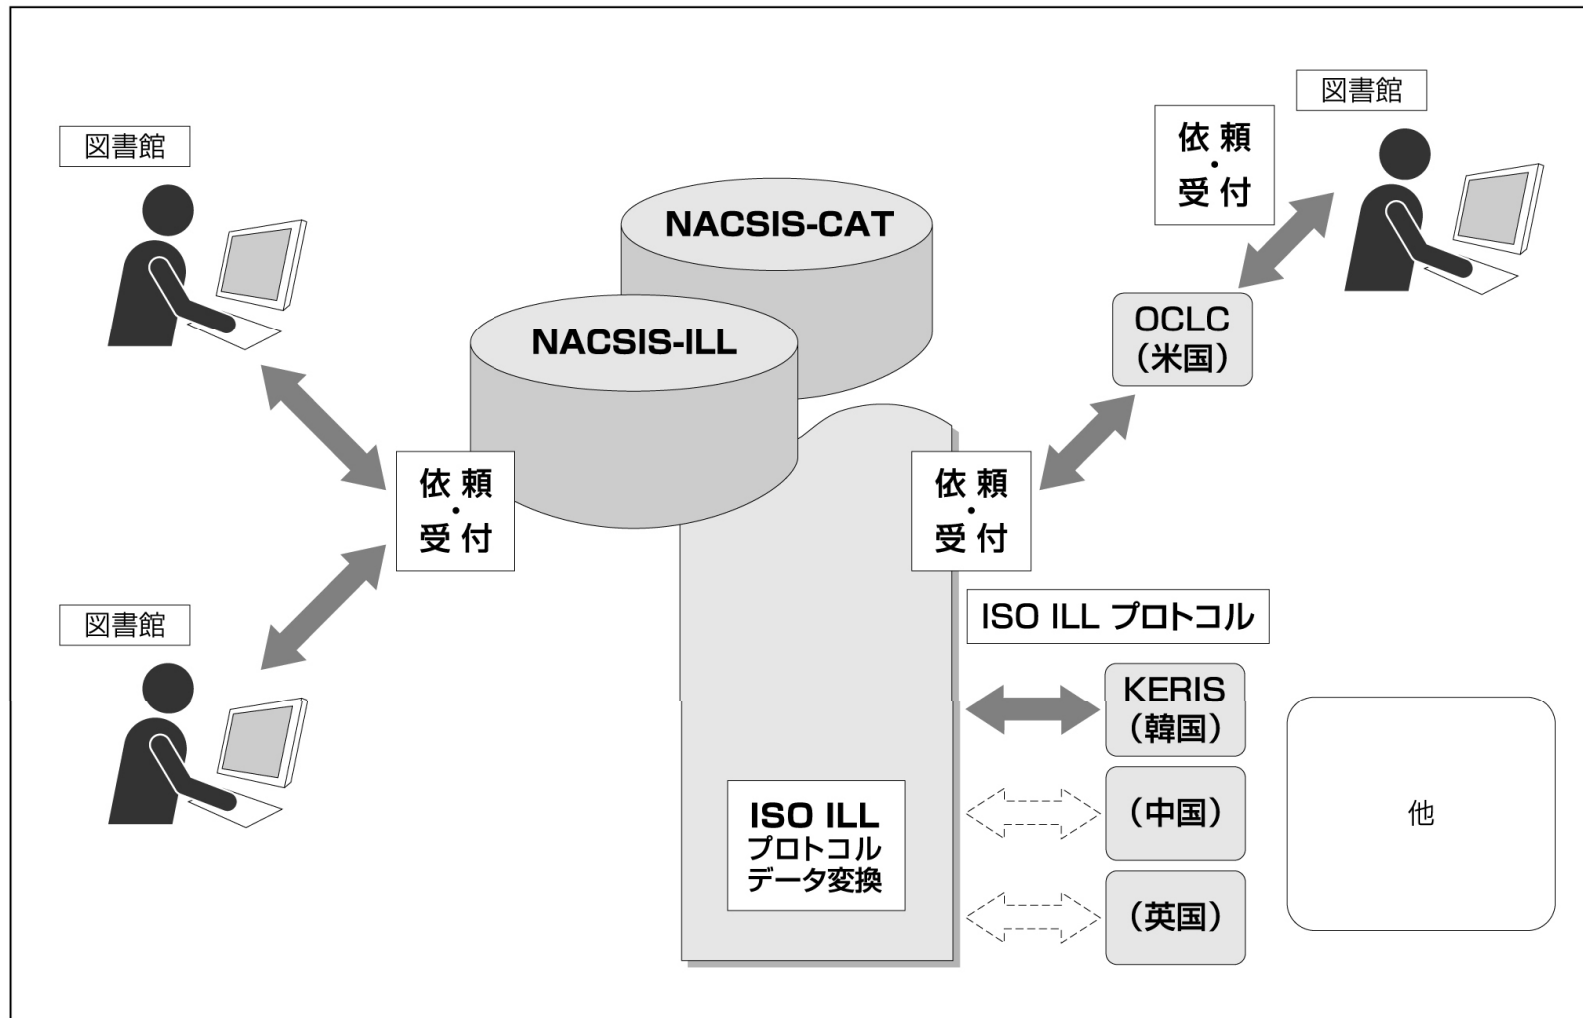 図書館
依頼
・
受付
図書館
NACSIS-CAT
NACSIS-ILL
OCLC
（米国）
依頼
・
受付
依頼
・
受付
図書館
ISO ILL プロトコル
KERIS
（韓国）
ISO ILL
プロトコル
データ変換
（中国）
他
（英国）